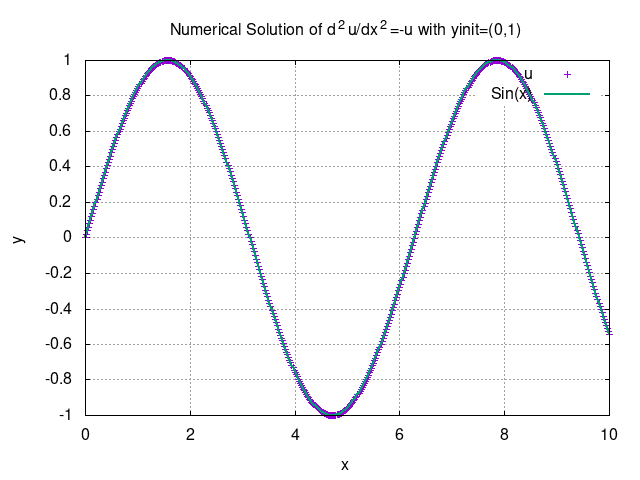 Numerical Solution of d²u/dx²=-u with yinit=(0,1)
u
Sin(x)
1
0.8
0.6
0.4
0.2
0
-0.2
-0.4
-0.6
-0.8
-1
y
0 2 4 6 8 10
x